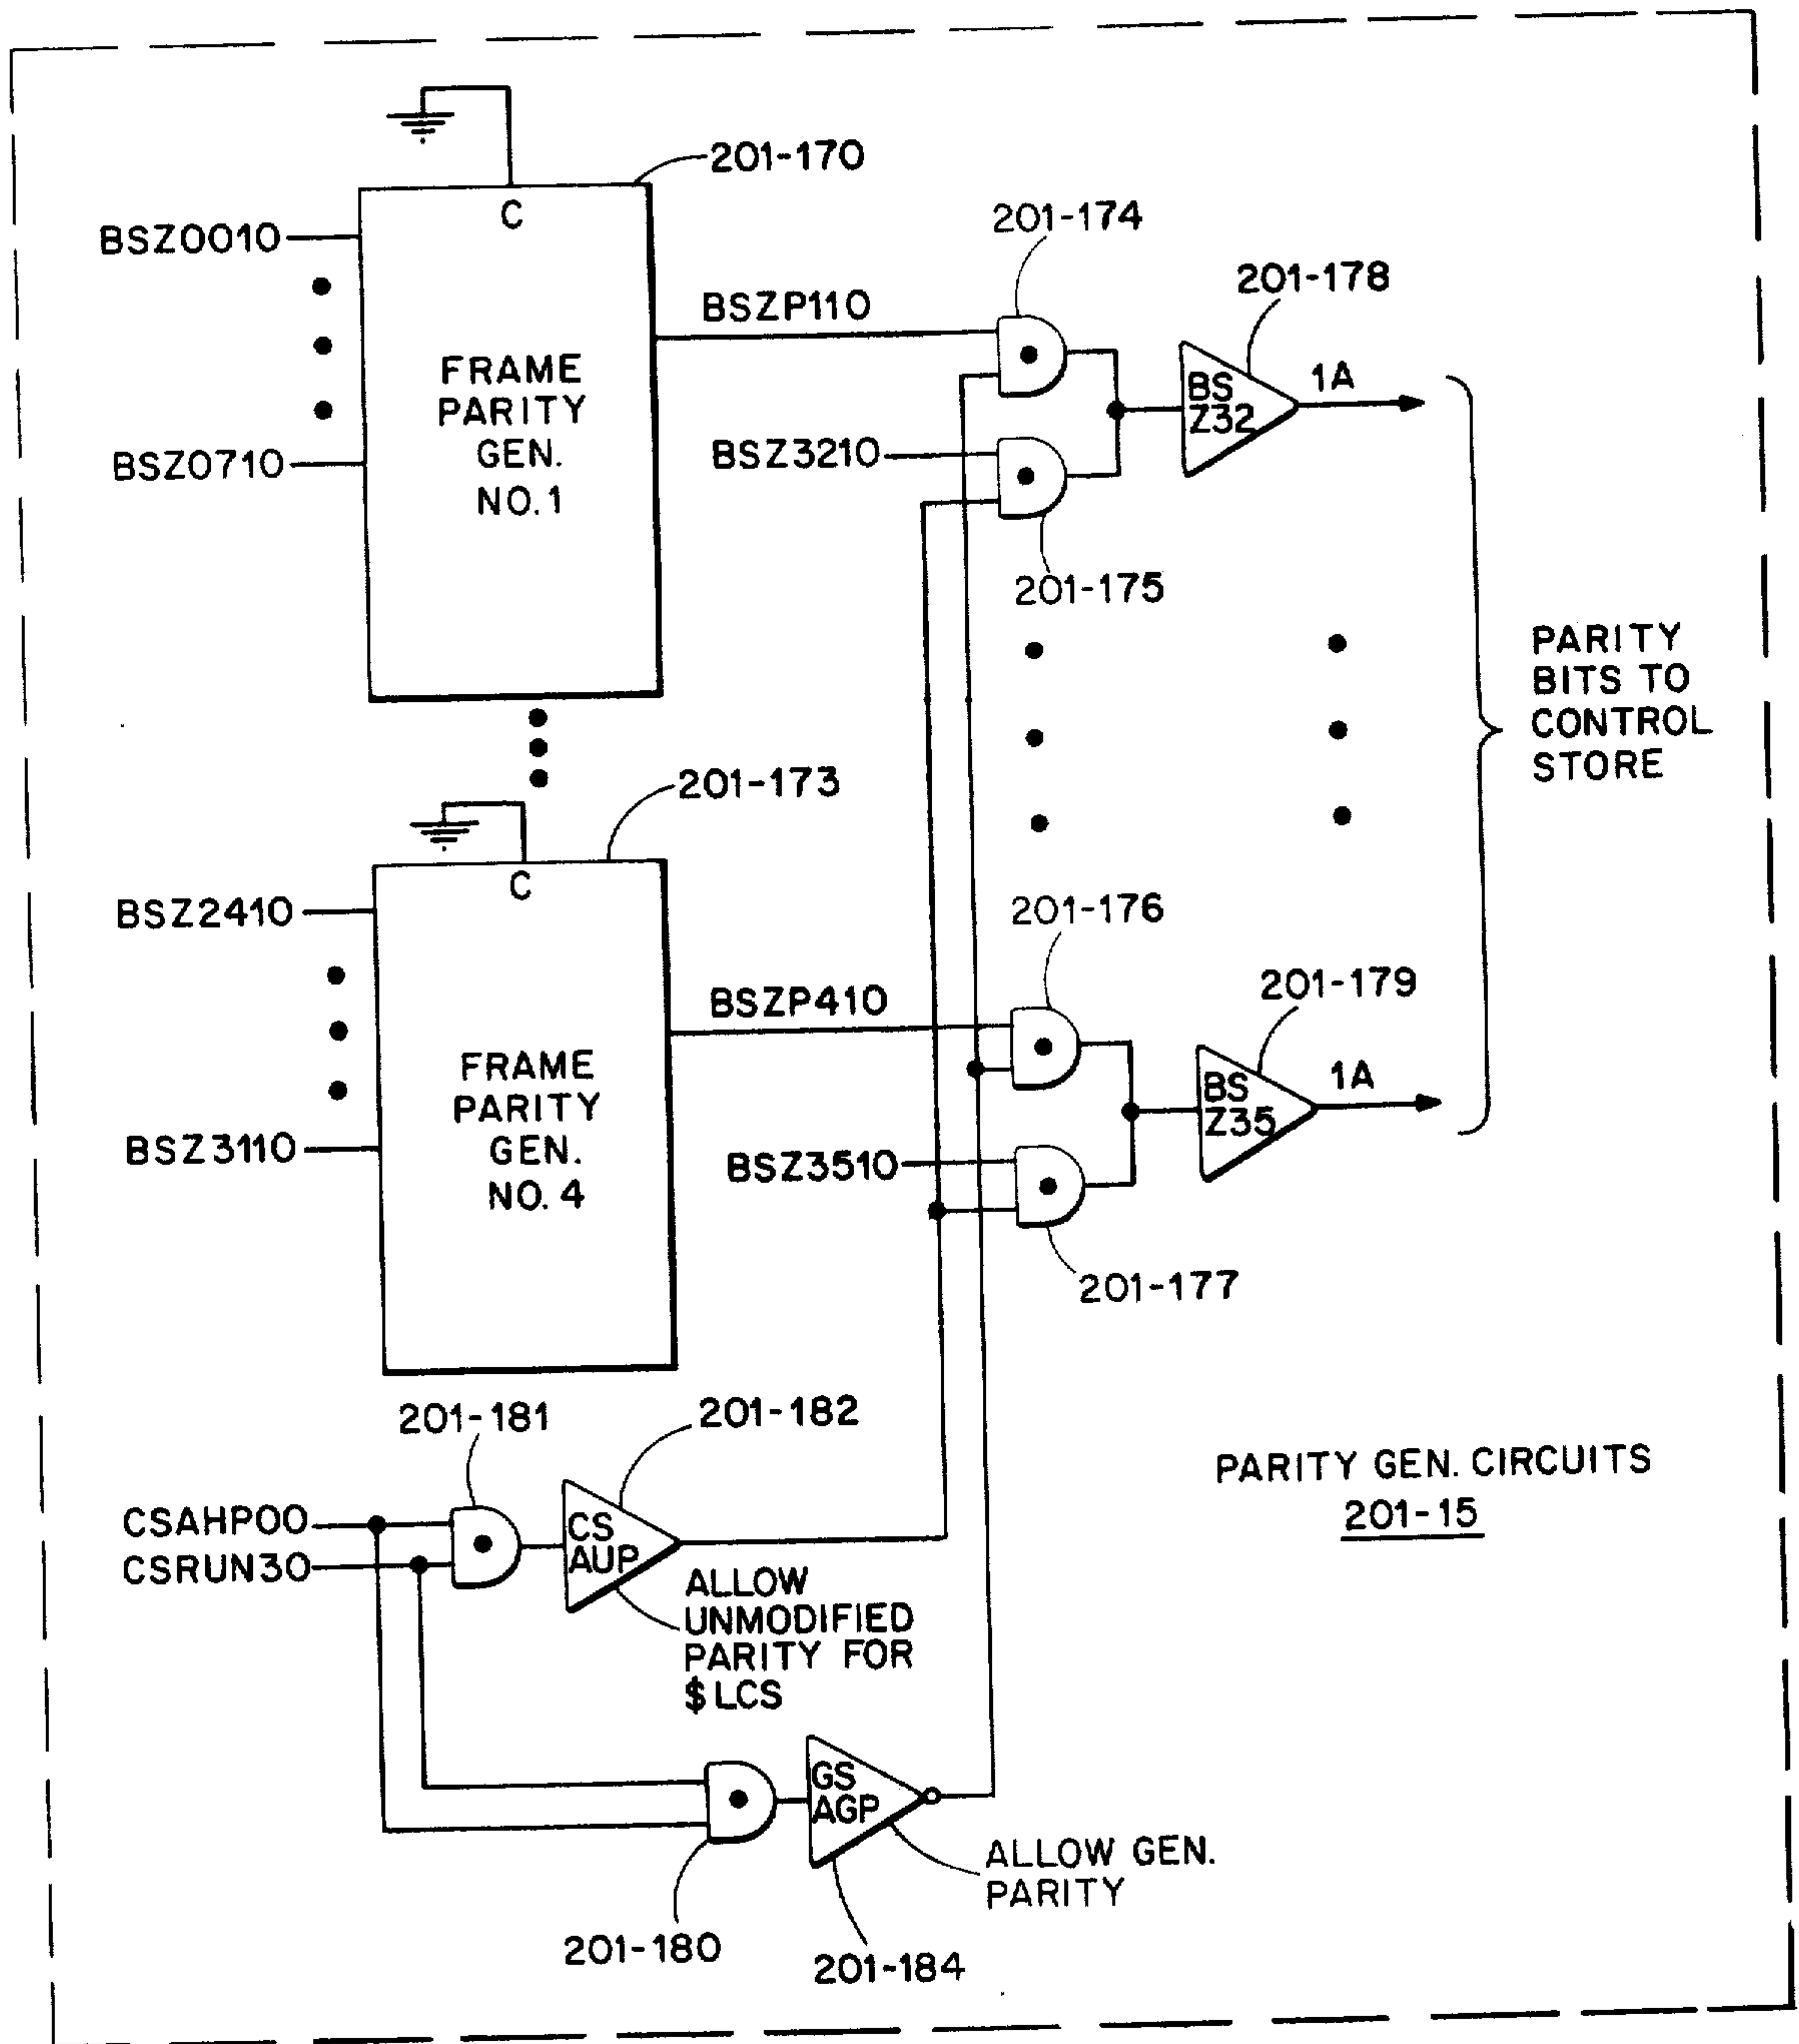 201-170
C
BSZ0010
201-174
201-178
BSZP110
FRAME
PARITY
GEN.
NO. 1
BS
Z32
1A
BSZ0710
BSZ3210
201-175
PARITY
BITS TO
CONTROL
STORE
201-173
C
BSZ2410
201-176
201-179
BSZP410
FRAME
PARITY
GEN.
NO. 4
BS
Z35
1A
BSZ3110
BSZ3510
201-177
201-181
201-182
CSAHP00
CSRUN30
CS
AUP
ALLOW
UNMODIFIED
PARITY FOR
$LCS
PARITY GEN. CIRCUITS
201-15
GS
AGP
ALLOW GEN.
PARITY
201-180
201-184